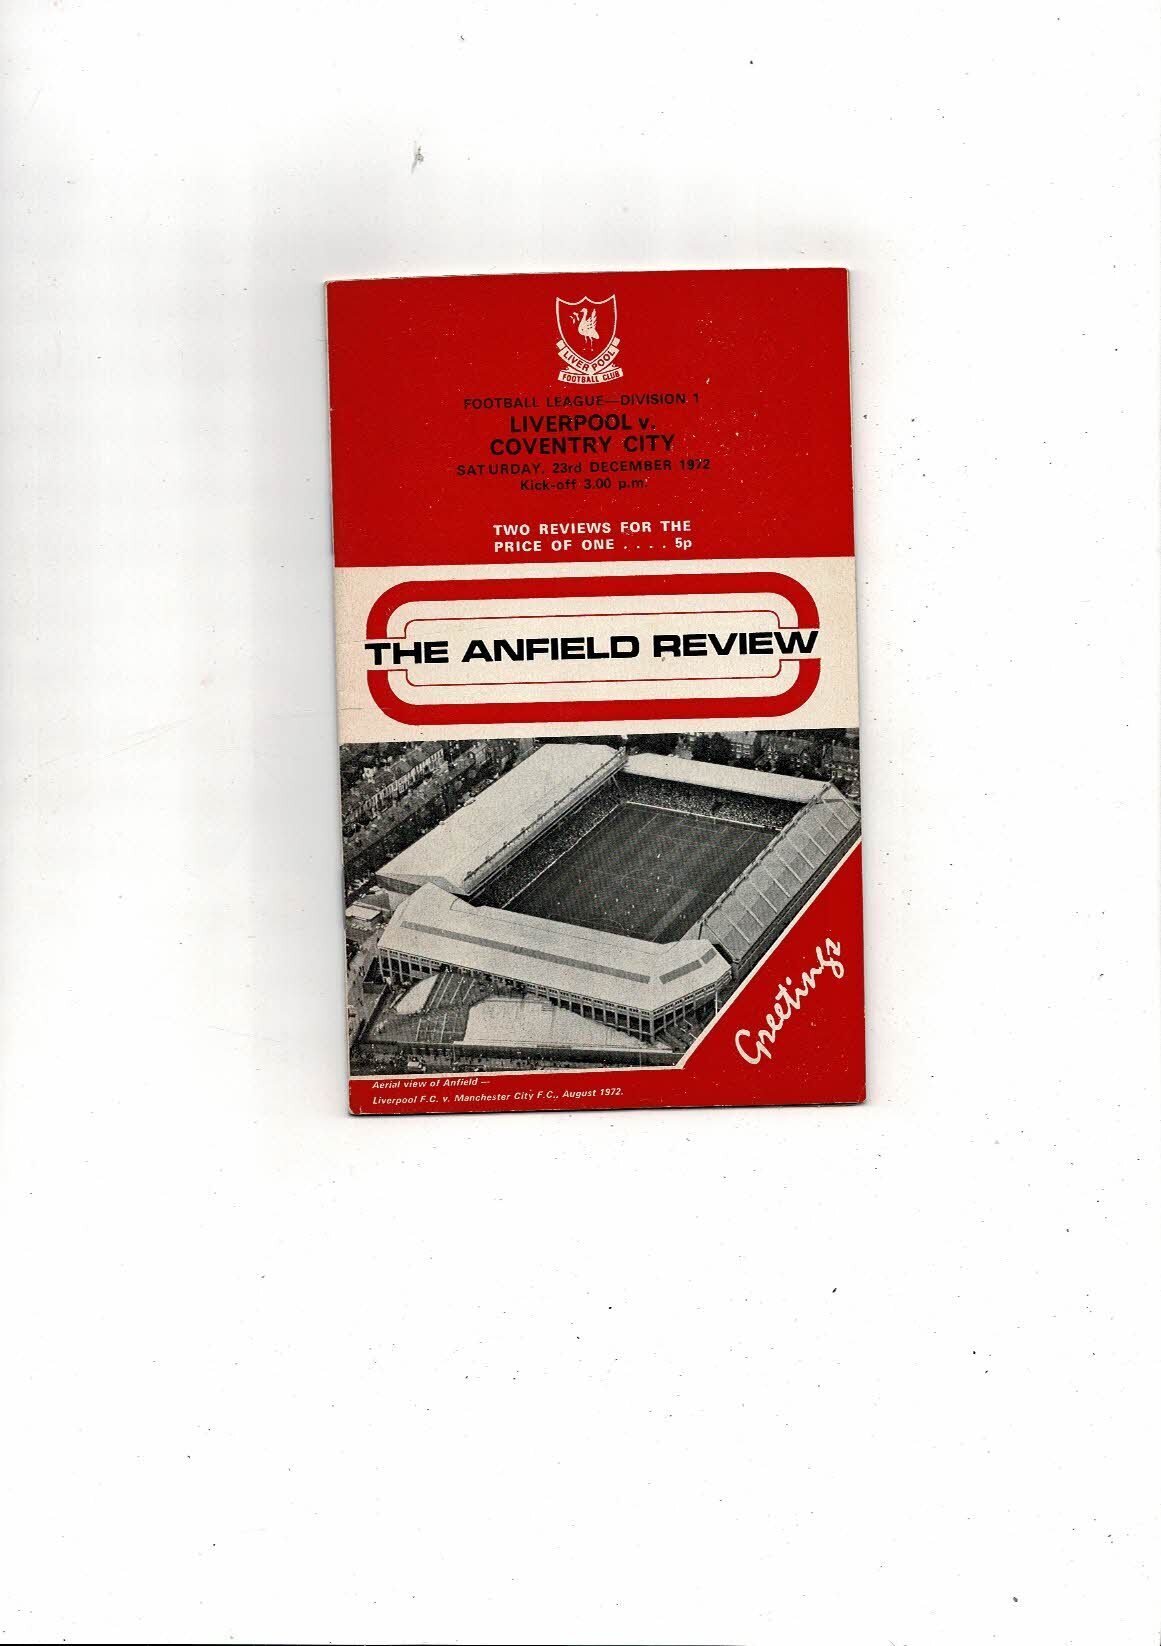 LIVERPOOL
FOOTBALL CLUB
FOOTBALL LEAGUE—DIVISION 1
LIVERPOOL v.
COVENTRY CITY
SATURDAY, 23rd DECEMBER 1972
Kick-off 3.00 p.m.
TWO REVIEWS FOR THE
PRICE OF ONE . . . . 5p
THE ANFIELD REVIEW
Greetings
Aerial view of Anfield —
Liverpool F.C. v. Manchester City F.C., August 1972.